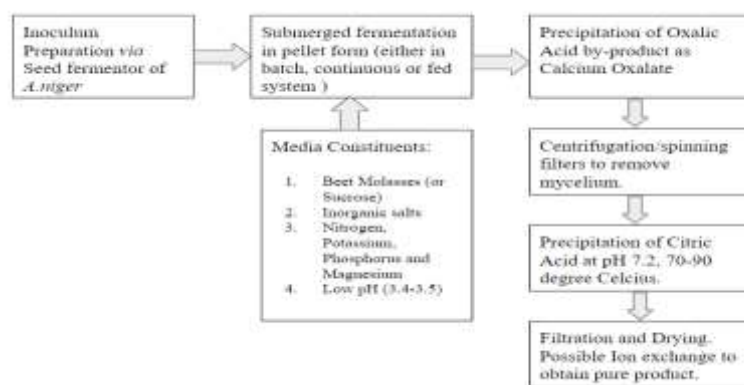 Inoculum
Preparation via
Seed fermentor of
A.niger
Submerged fermentation
in pellet form (either in
batch, continuous or fed
system )
Precipitation of Oxalic
Acid by-product as
Calcium Oxalate
Media Constituents:
1. Beet Molasses (or
Sucrose)
2. Inorganic salts
3. Nitrogen,
Potassium,
Phosphorus and
Magnesium
4. Low pH (3.4-3.5)
Centrifugation/spinning
filters to remove
mycelium.
Precipitation of Citric
Acid at pH 7.2, 70-90
degree Celcius.
Filtration and Drying.
Possible Ion exchange to
obtain pure product.